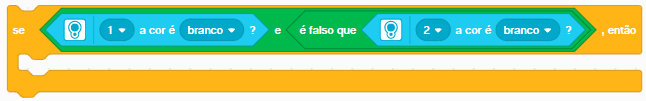 se 1 a cor é branco ? e é falso que 2 a cor é branco ? , então